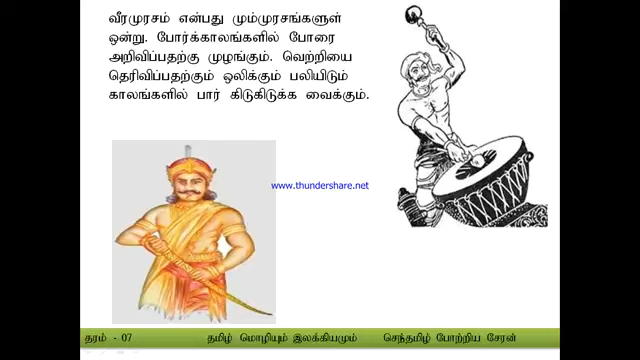 வீரமுரசம் என்பது மும்முரசங்களுள்
ஒன்று. போர்க்காலங்களில் போரை
அறிவிப்பதற்கு முழங்கும். வெற்றியை
தெரிவிப்பதற்கும் ஒலிக்கும் பலியிடும்
காலங்களில் பார் கிடுகிடுக்க வைக்கும்.
www.thundershare.net
தரம் - 07 தமிழ் மொழியும் இலக்கியமும் செந்தமிழ் போற்றிய சேரன்